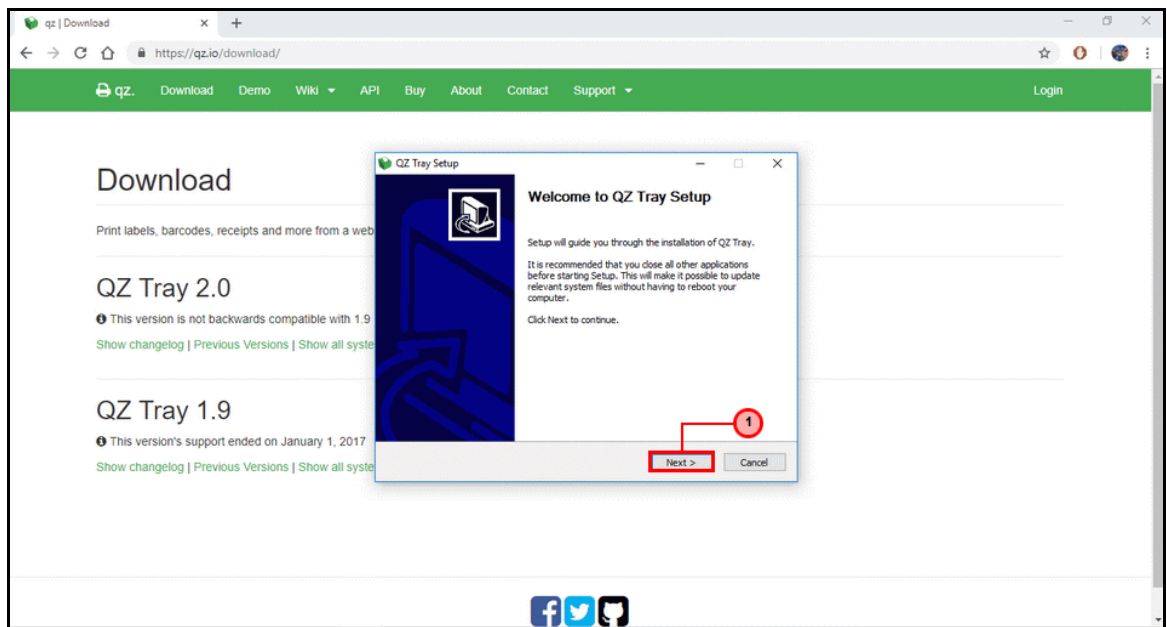 qz | Download
https://qz.io/download/
qz. Download Demo Wiki API Buy About Contact Support Login
Download
Print labels, barcodes, receipts and more from a web
QZ Tray 2.0
This version is not backwards compatible with 1.9
Show changelog | Previous Versions | Show all syste
QZ Tray 1.9
This version's support ended on January 1, 2017
Show changelog | Previous Versions | Show all syste
QZ Tray Setup
Welcome to QZ Tray Setup
Setup will guide you through the installation of QZ Tray.
It is recommended that you close all other applications
before starting Setup. This will make it possible to update
relevant system files without having to reboot your
computer.
Click Next to continue.
1
Next > Cancel